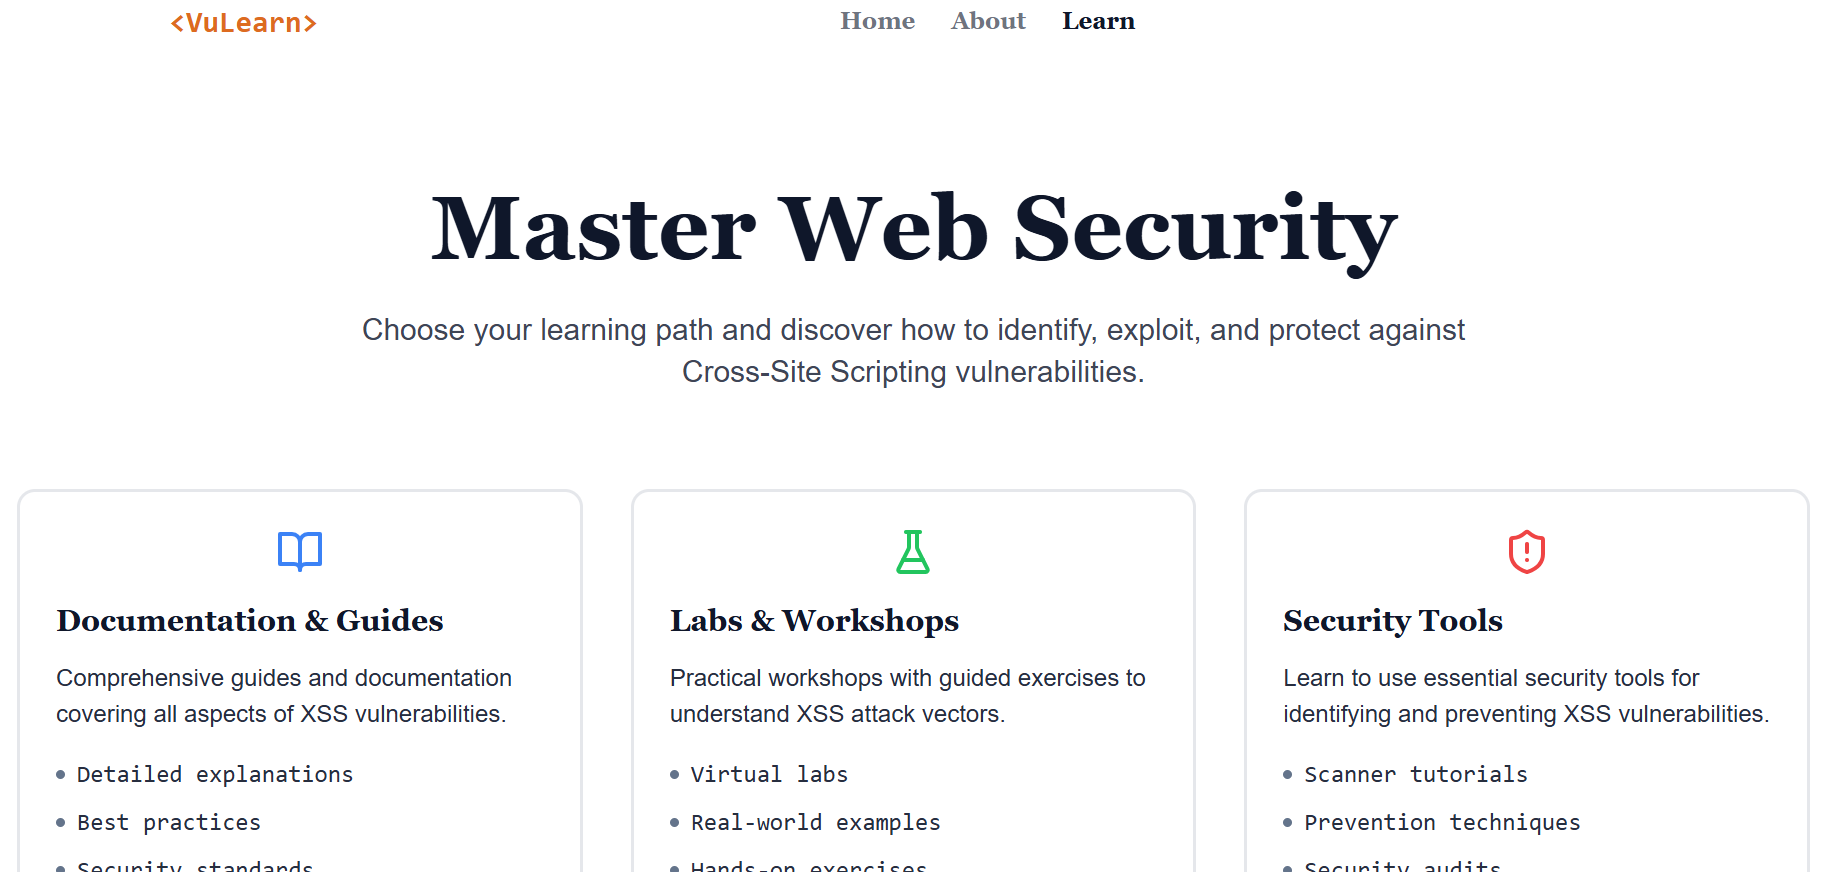 <VuLearn>
Home About Learn
Master Web Security
Choose your learning path and discover how to identify, exploit, and protect against
Cross-Site Scripting vulnerabilities.
Documentation & Guides
Comprehensive guides and documentation
covering all aspects of XSS vulnerabilities.
Detailed explanations
Best practices
Security standards
Labs & Workshops
Practical workshops with guided exercises to
understand XSS attack vectors.
Virtual labs
Real-world examples
Hands-on exercises
Security Tools
Learn to use essential security tools for
identifying and preventing XSS vulnerabilities.
Scanner tutorials
Prevention techniques
Security audits